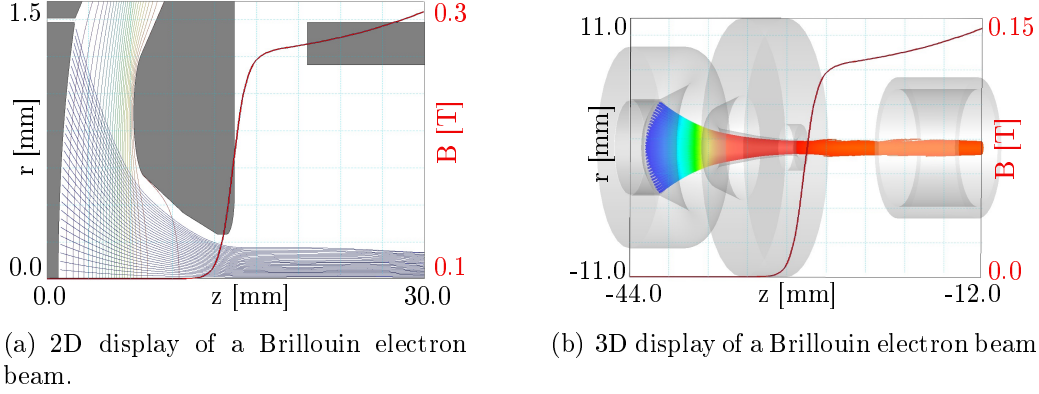 1.5
r [mm]
0.0
0.0
z [mm]
30.0
0.3
B [T]
0.1
(a) 2D display of a Brillouin electron
beam.
11.0
r [mm]
-11.0
-44.0
z [mm]
-12.0
0.15
B [T]
0.0
(b) 3D display of a Brillouin electron beam